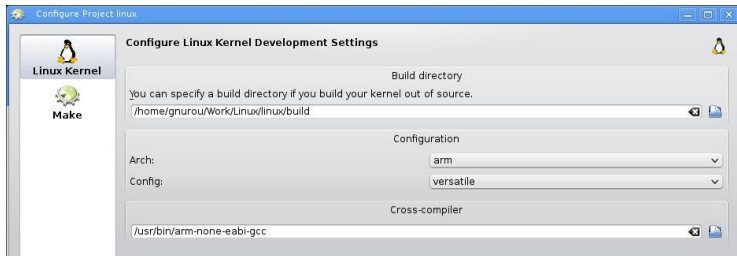 Configure Project linux
Configure Linux Kernel Development Settings
Linux Kernel
Make
Build directory
You can specify a build directory if you build your kernel out of source.
/home/gnurou/Work/Linux/linux/build
Configuration
Arch: arm
Config: versatile
Cross-compiler
/usr/bin/arm-none-eabi-gcc